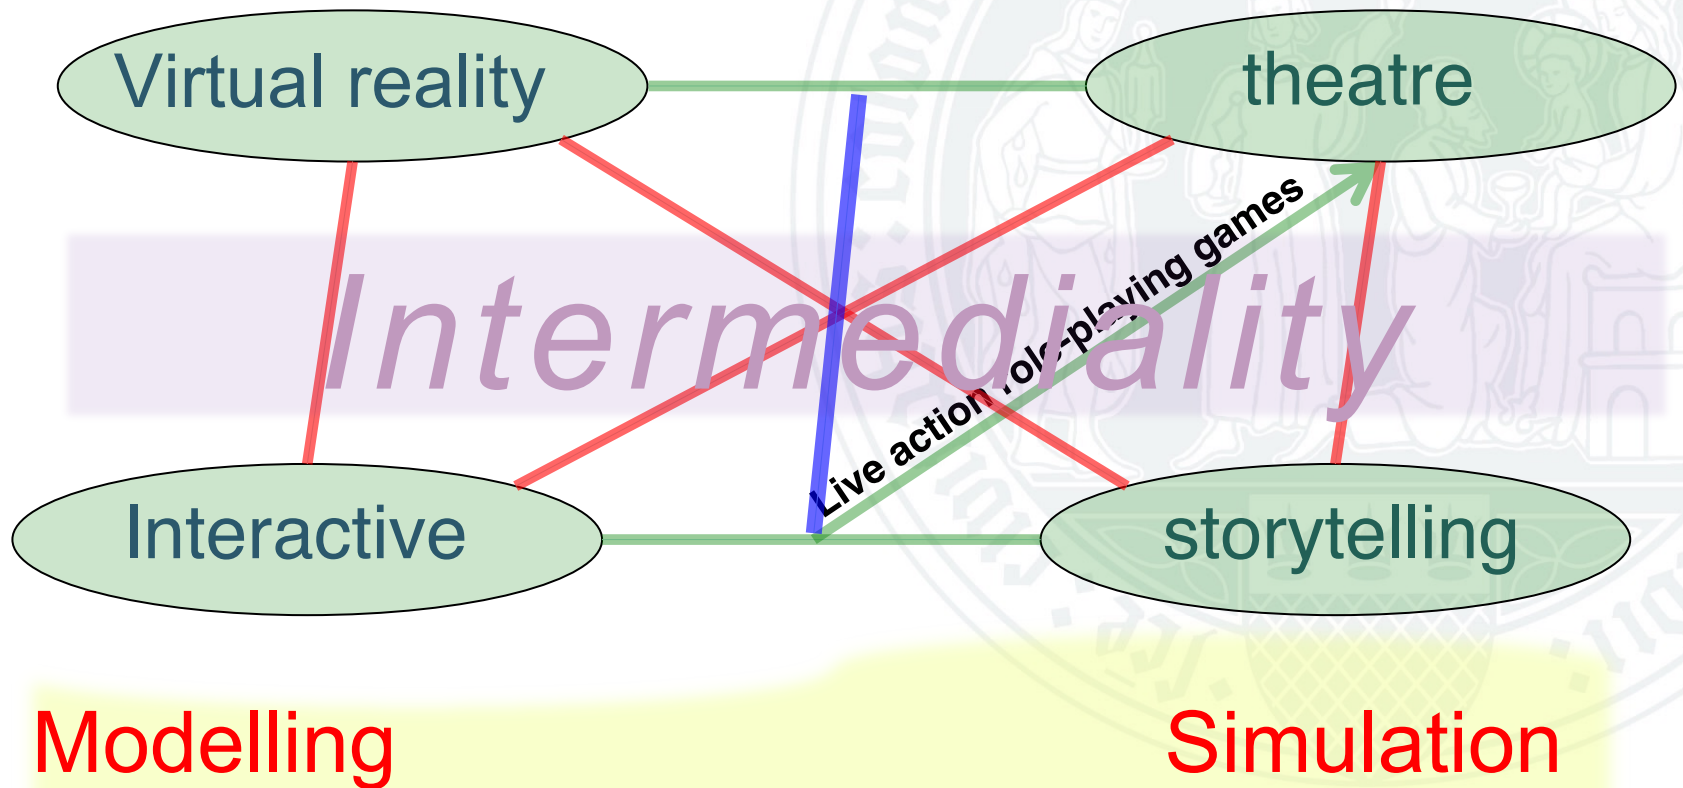 Virtual reality
theatre
Live action role-playing games
Intermediality
Interactive
storytelling
Modelling
Simulation